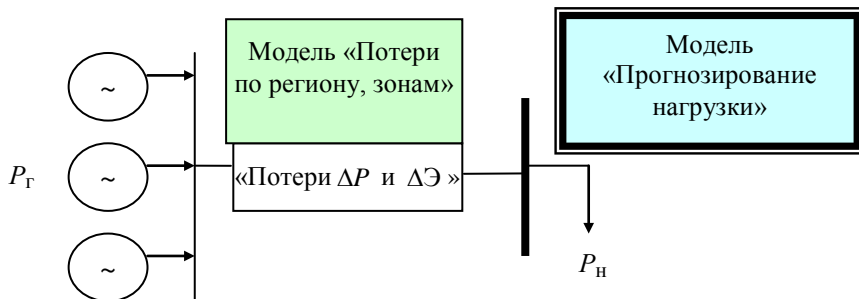 Модель «Потери
по региону, зонам»
Модель
«Прогнозирование
нагрузки»
~
~
~
Pг
«Потери ΔP и ΔЭ »
Pн